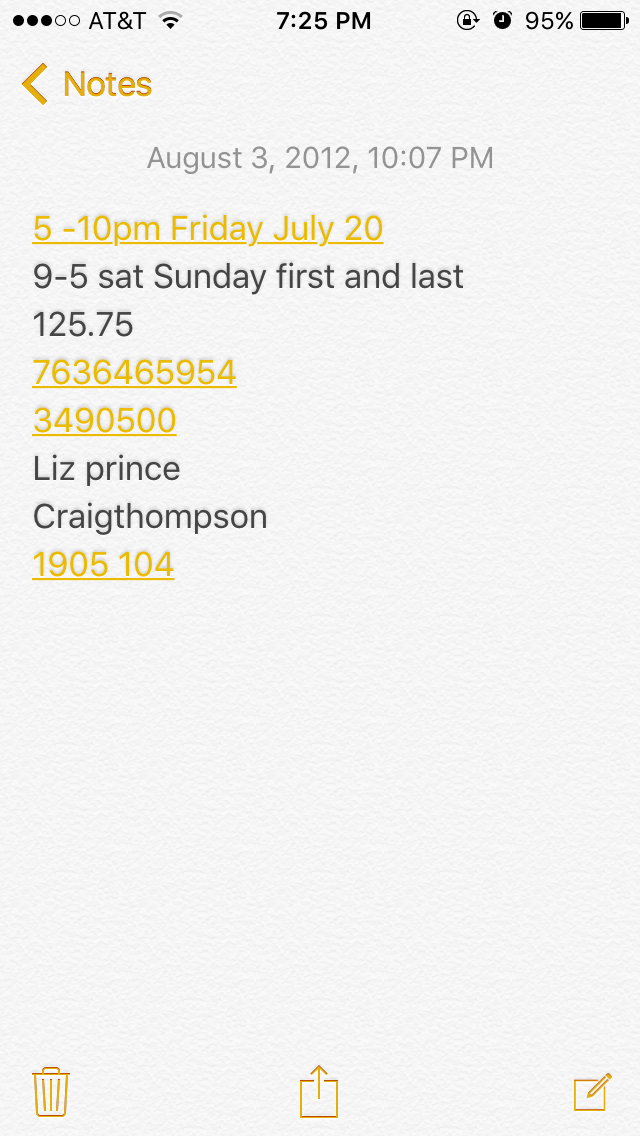 AT&T 7:25 PM 95%
Notes
August 3, 2012, 10:07 PM
5 -10pm Friday July 20
9-5 sat Sunday first and last
125.75
7636465954
3490500
Liz prince
Craigthompson
1905 104